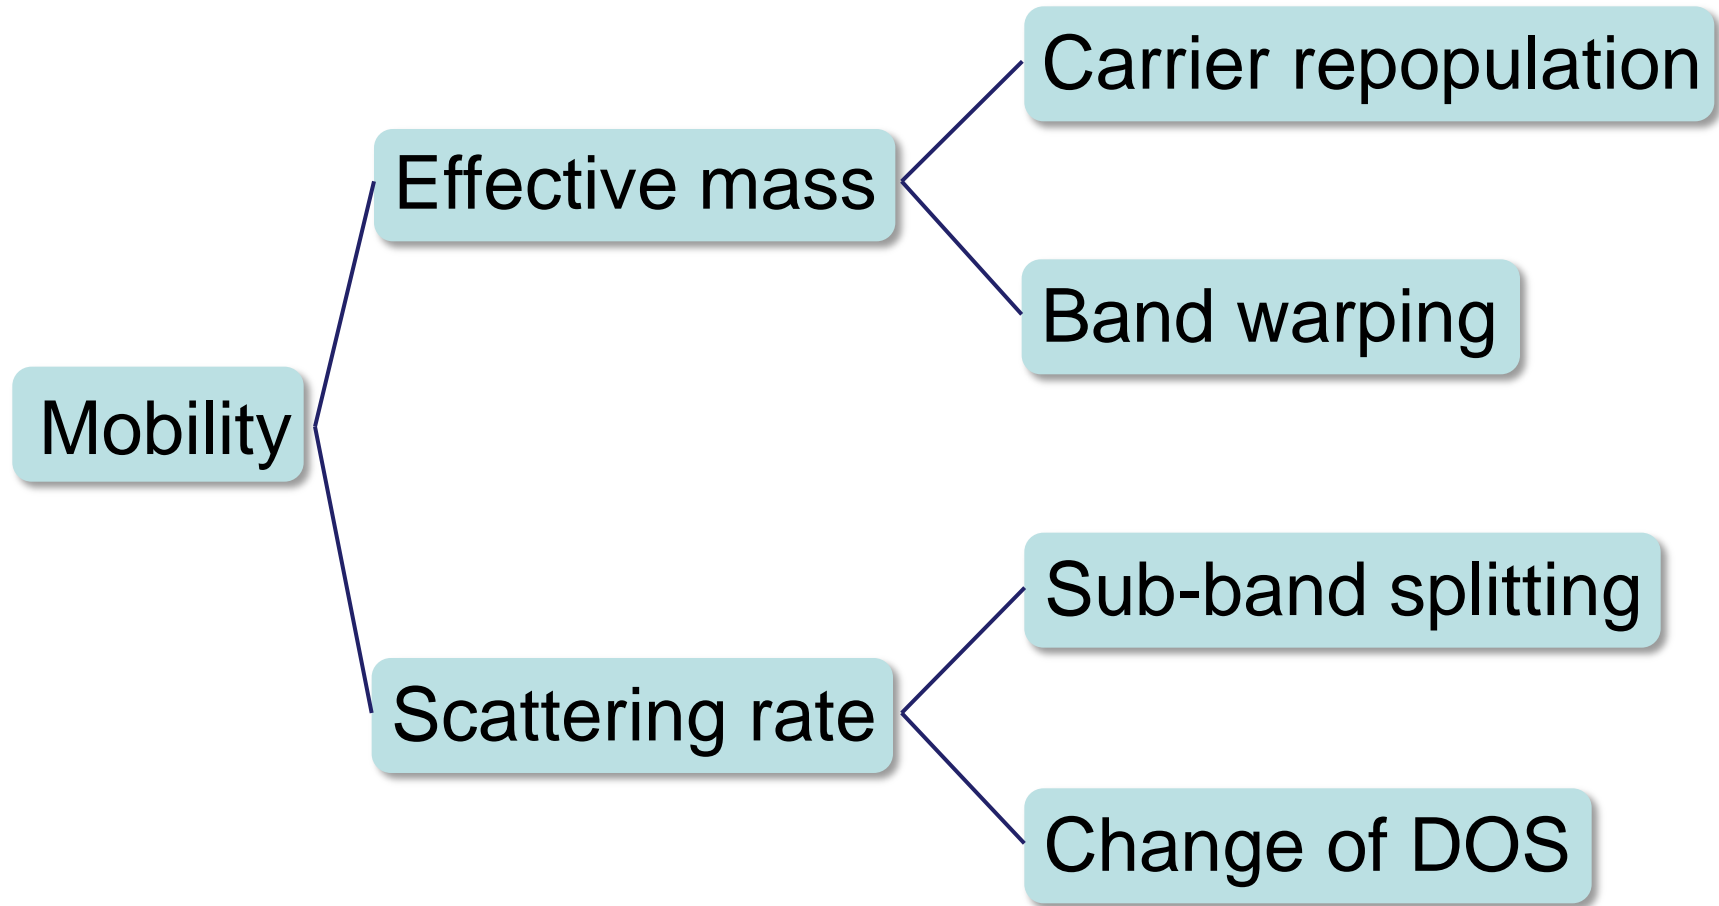 Mobility
Effective mass
Carrier repopulation
Band warping
Scattering rate
Sub-band splitting
Change of DOS